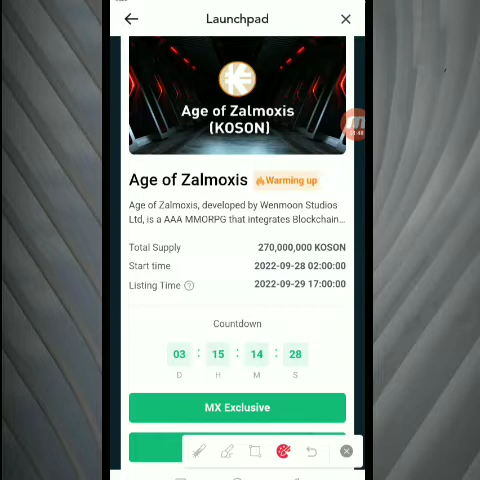 Launchpad
Age of Zalmoxis
(KOSON)
Age of Zalmoxis
Warming up
Age of Zalmoxis, developed by Wenmoon Studios
Ltd, is a AAA MMORPG that integrates Blockchain...
Total Supply 270,000,000 KOSON
Start time 2022-09-28 02:00:00
Listing Time 2022-09-29 17:00:00
Countdown
03 : 15 : 14 : 28
D H M S
MX Exclusive